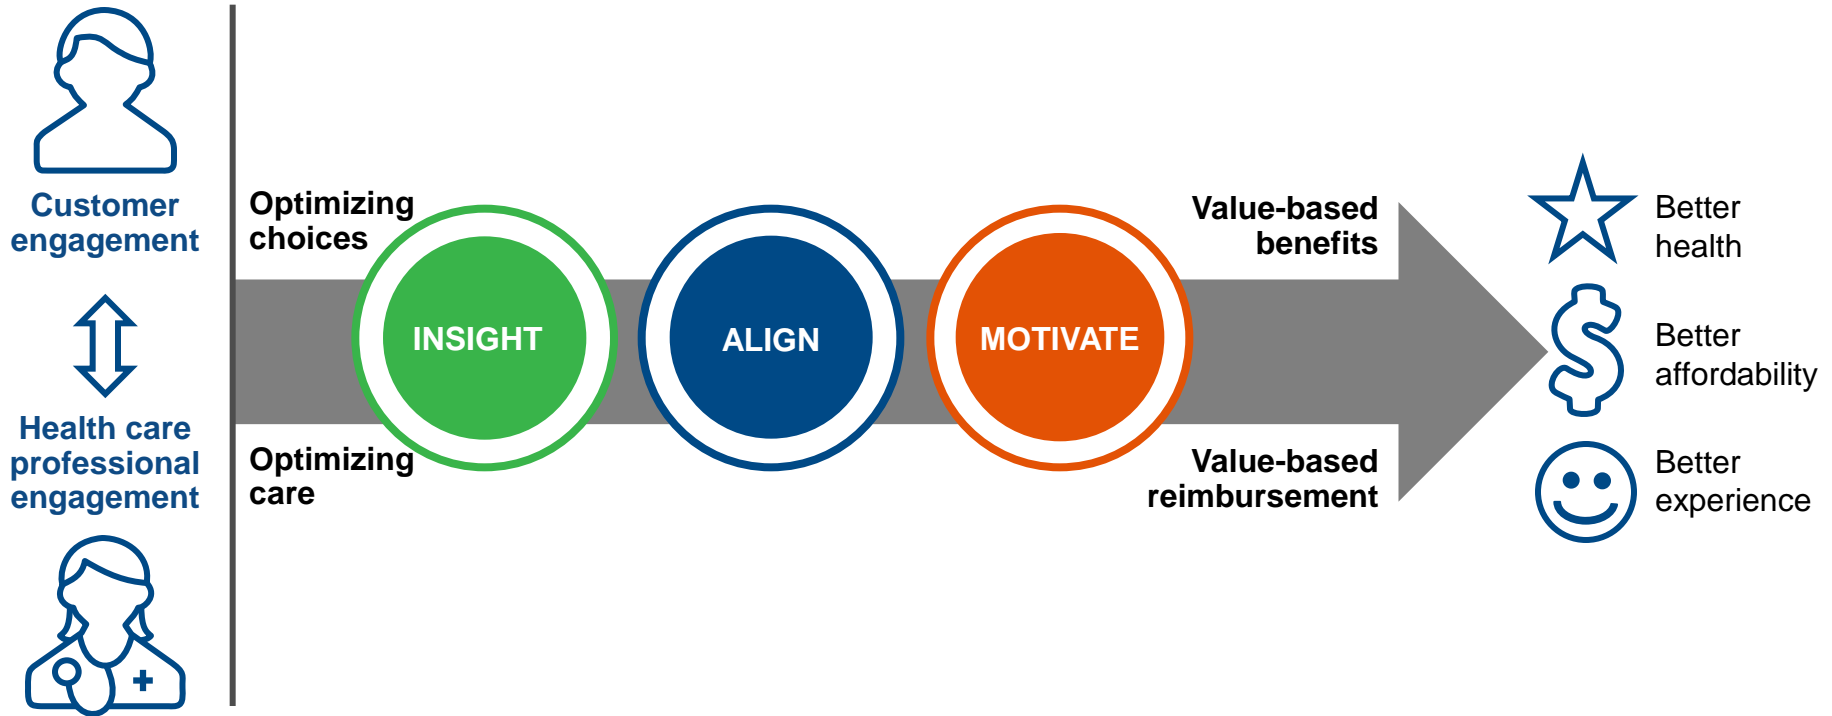 Customer
engagement
Health care
professional
engagement
Optimizing
choices
Optimizing
care
INSIGHT
ALIGN
MOTIVATE
Value-based
benefits
Value-based
reimbursement
Better
health
Better
affordability
Better
experience